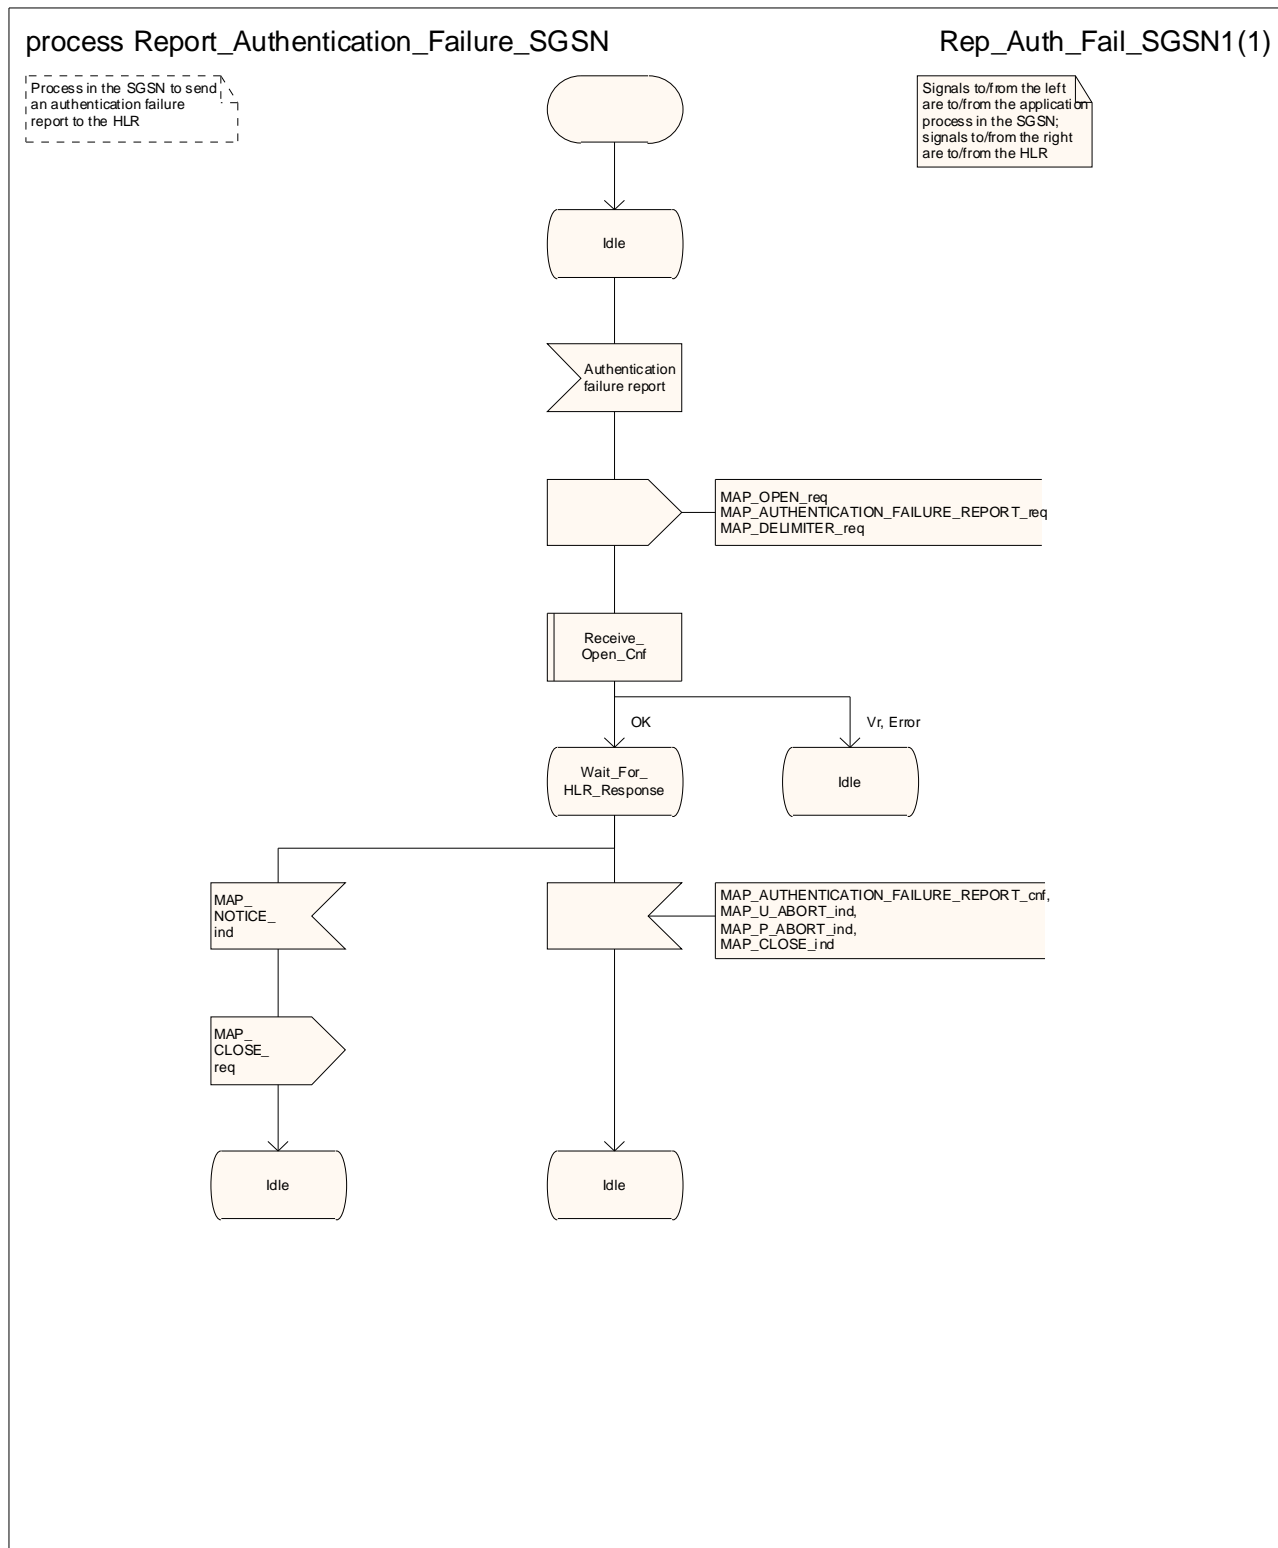 process Report_Authentication_Failure_SGSN
Rep_Auth_Fail_SGSN1(1)
Process in the SGSN to send
an authentication failure
report to the HLR
Signals to/from the left
are to/from the application
process in the SGSN;
signals to/from the right
are to/from the HLR
Idle
Authentication
failure report
MAP_OPEN_req
MAP_AUTHENTICATION_FAILURE_REPORT_req
MAP_DELIMITER_req
Receive_
Open_Cnf
OK
Vr, Error
Wait_For_
HLR_Response
Idle
MAP_
NOTICE_
ind
MAP_AUTHENTICATION_FAILURE_REPORT_cnf,
MAP_U_ABORT_ind,
MAP_P_ABORT_ind,
MAP_CLOSE_ind
MAP_
CLOSE_
req
Idle
Idle